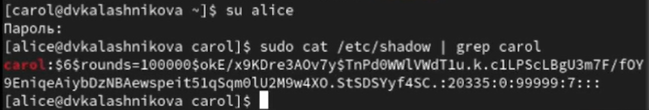 [carol@dvkalashnikova ~]$ su alice
Пароль:
[alice@dvkalashnikova carol]$ sudo cat /etc/shadow | grep carol
carol:$6$rounds=100000$okE/x9KDre3AOv7y$TnPd0WWlVWdT1u.k.c1LPScLBgU3m7F/fOY
9EniqeAiybDzNBAewspeit51qSqm0lU2M9w4XO.StSDSYyf4SC.:20335:0:99999:7:::
[alice@dvkalashnikova carol]$